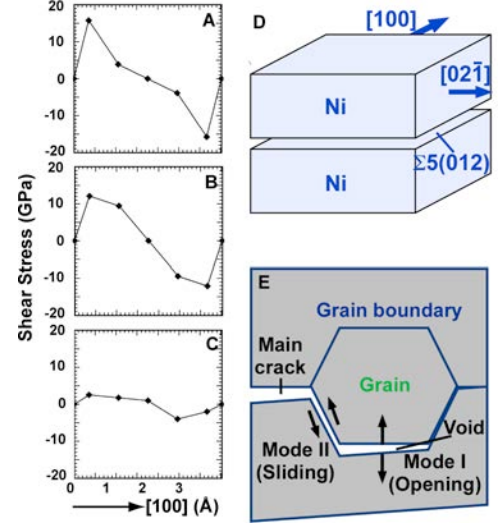 A
20
10
0
-10
-20
B
20
10
0
-10
-20
C
20
10
0
-10
-20
Shear Stress (GPa)
0 1 2 3 4
[100] (Å)
D
[100]
[021̄]
Ni
Σ5(012)
Ni
E
Grain boundary
Main
crack
Grain
Void
Mode II
(Sliding)
Mode I
(Opening)